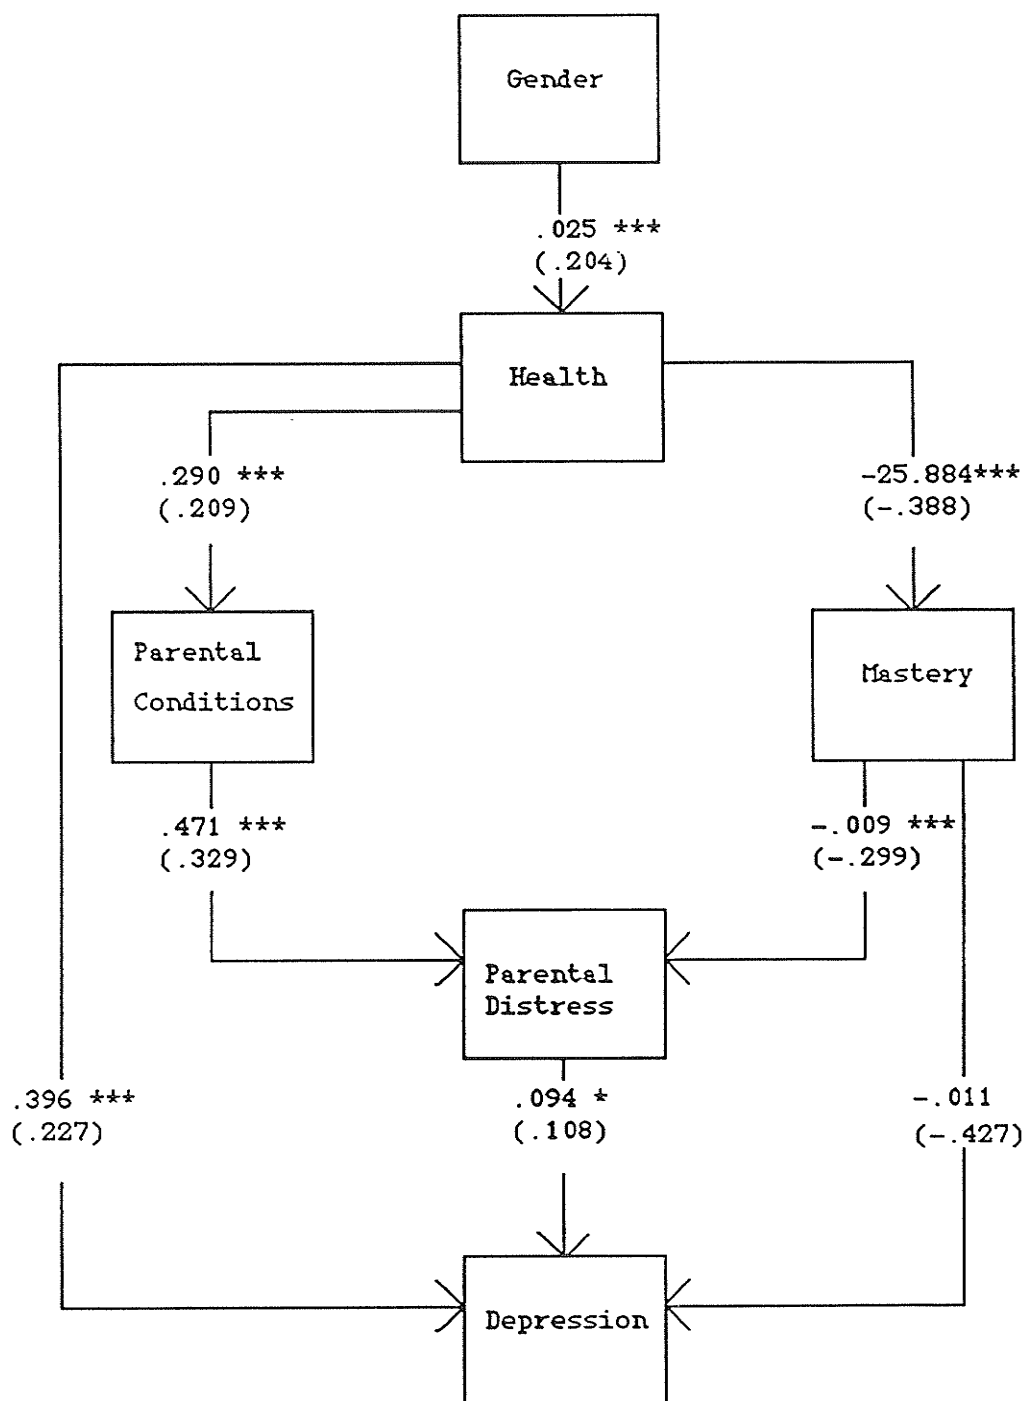 Gender
.025 ***
(.204)
Health
.290 ***
(.209)
-25.884***
(-.388)
Parental
Conditions
Mastery
.471 ***
(.329)
-.009 ***
(-.299)
Parental
Distress
.396 ***
(.227)
.094 *
(.108)
-.011
(-.427)
Depression